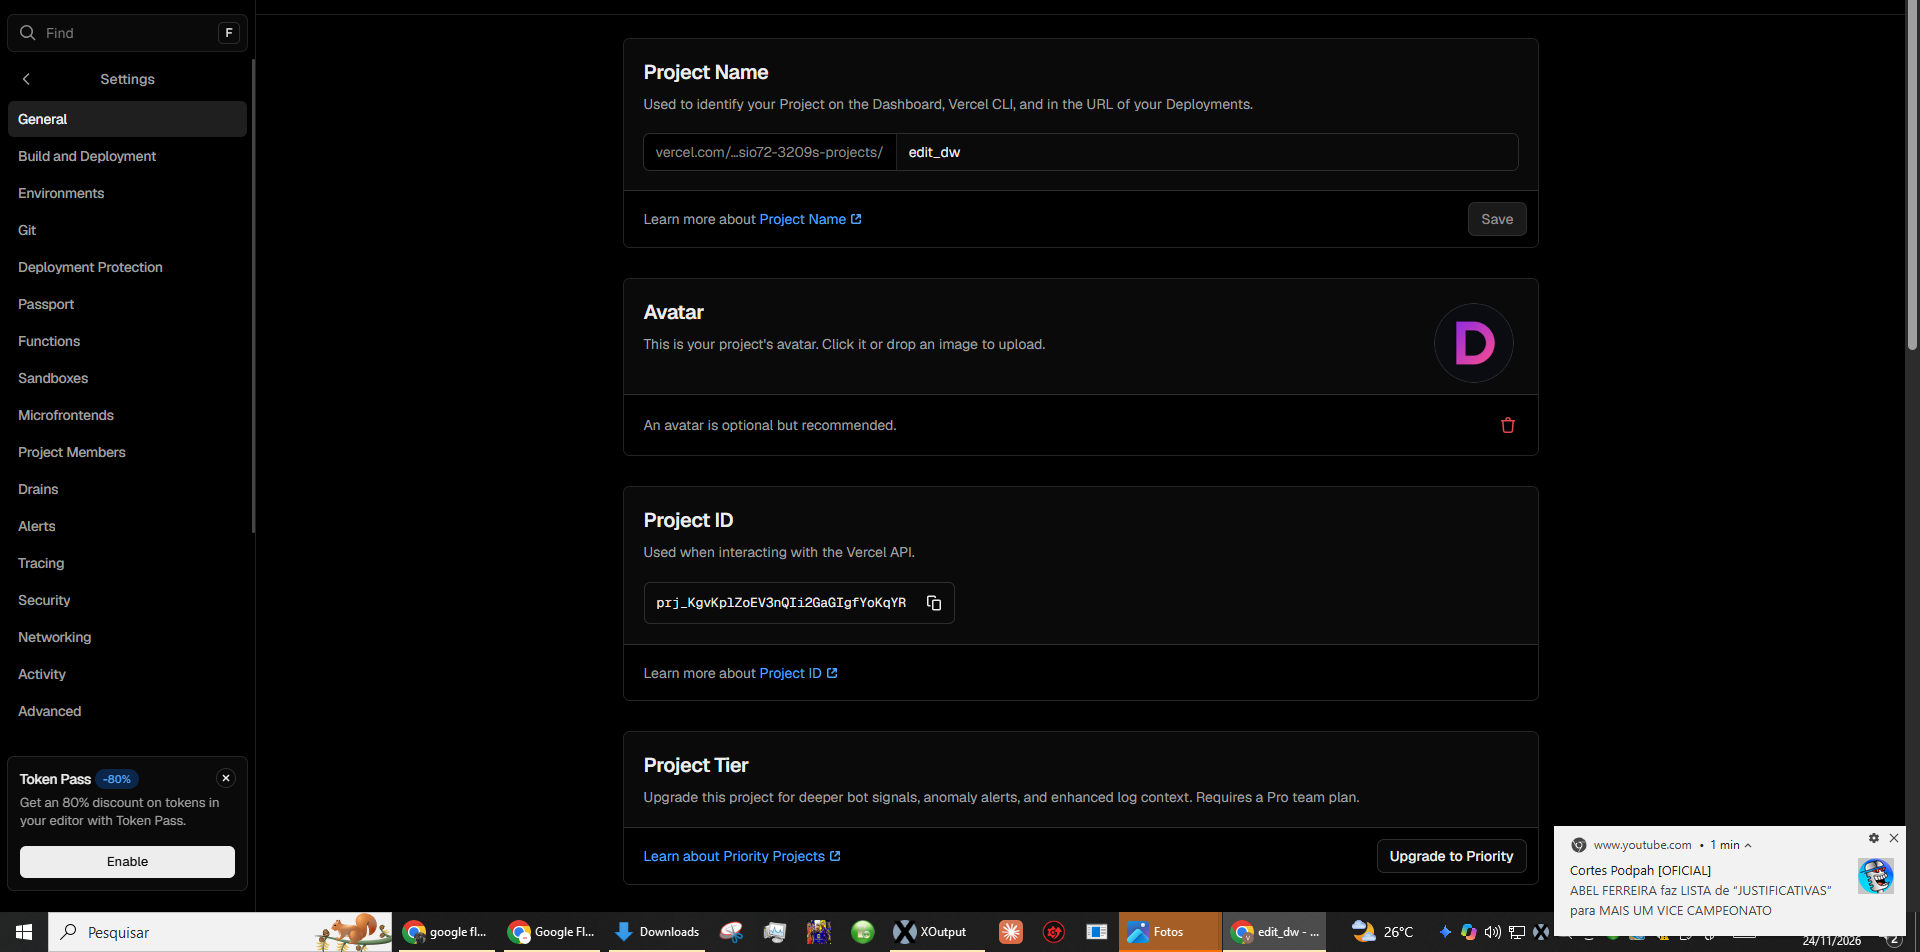 Find
F
Settings
General
Build and Deployment
Environments
Git
Deployment Protection
Passport
Functions
Sandboxes
Microfrontends
Project Members
Drains
Alerts
Tracing
Security
Networking
Activity
Advanced
Token Pass -80%
Get an 80% discount on tokens in
your editor with Token Pass.
Enable
Project Name
Used to identify your Project on the Dashboard, Vercel CLI, and in the URL of your Deployments.
vercel.com/…sio72-3209s-projects/ edit_dw
Learn more about Project Name
Save
Avatar
This is your project's avatar. Click it or drop an image to upload.
D
An avatar is optional but recommended.
Project ID
Used when interacting with the Vercel API.
prj_KgvKplZoEV3nQIi2GaGIgfYoKqYR
Learn more about Project ID
Project Tier
Upgrade this project for deeper bot signals, anomaly alerts, and enhanced log context. Requires a Pro team plan.
Learn about Priority Projects
Upgrade to Priority
www.youtube.com • 1 min
Cortes Podpah [OFICIAL]
ABEL FERREIRA faz LISTA de “JUSTIFICATIVAS”
para MAIS UM VICE CAMPEONATO
Pesquisar
google fl...
Google Fl...
Downloads
XOutput
Fotos
edit_dw - ...
26°C
24/11/2026
2